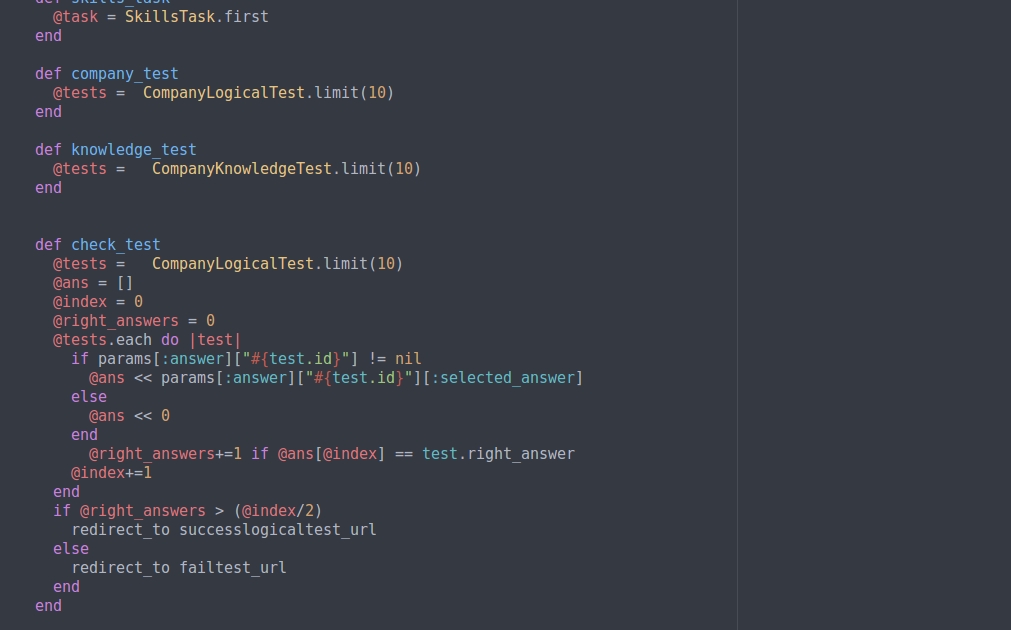 def skills_task
@task = SkillsTask.first
end
def company_test
@tests =  CompanyLogicalTest.limit(10)
end
def knowledge_test
@tests =   CompanyKnowledgeTest.limit(10)
end
def check_test
@tests =   CompanyLogicalTest.limit(10)
@ans = []
@index = 0
@right_answers = 0
@tests.each do |test|
if params[:answer]["#{test.id}"] != nil
@ans << params[:answer]["#{test.id}"][:selected_answer]
else
@ans << 0
end
@right_answers+=1 if @ans[@index] == test.right_answer
@index+=1
end
if @right_answers > (@index/2)
redirect_to successlogicaltest_url
else
redirect_to failtest_url
end
end